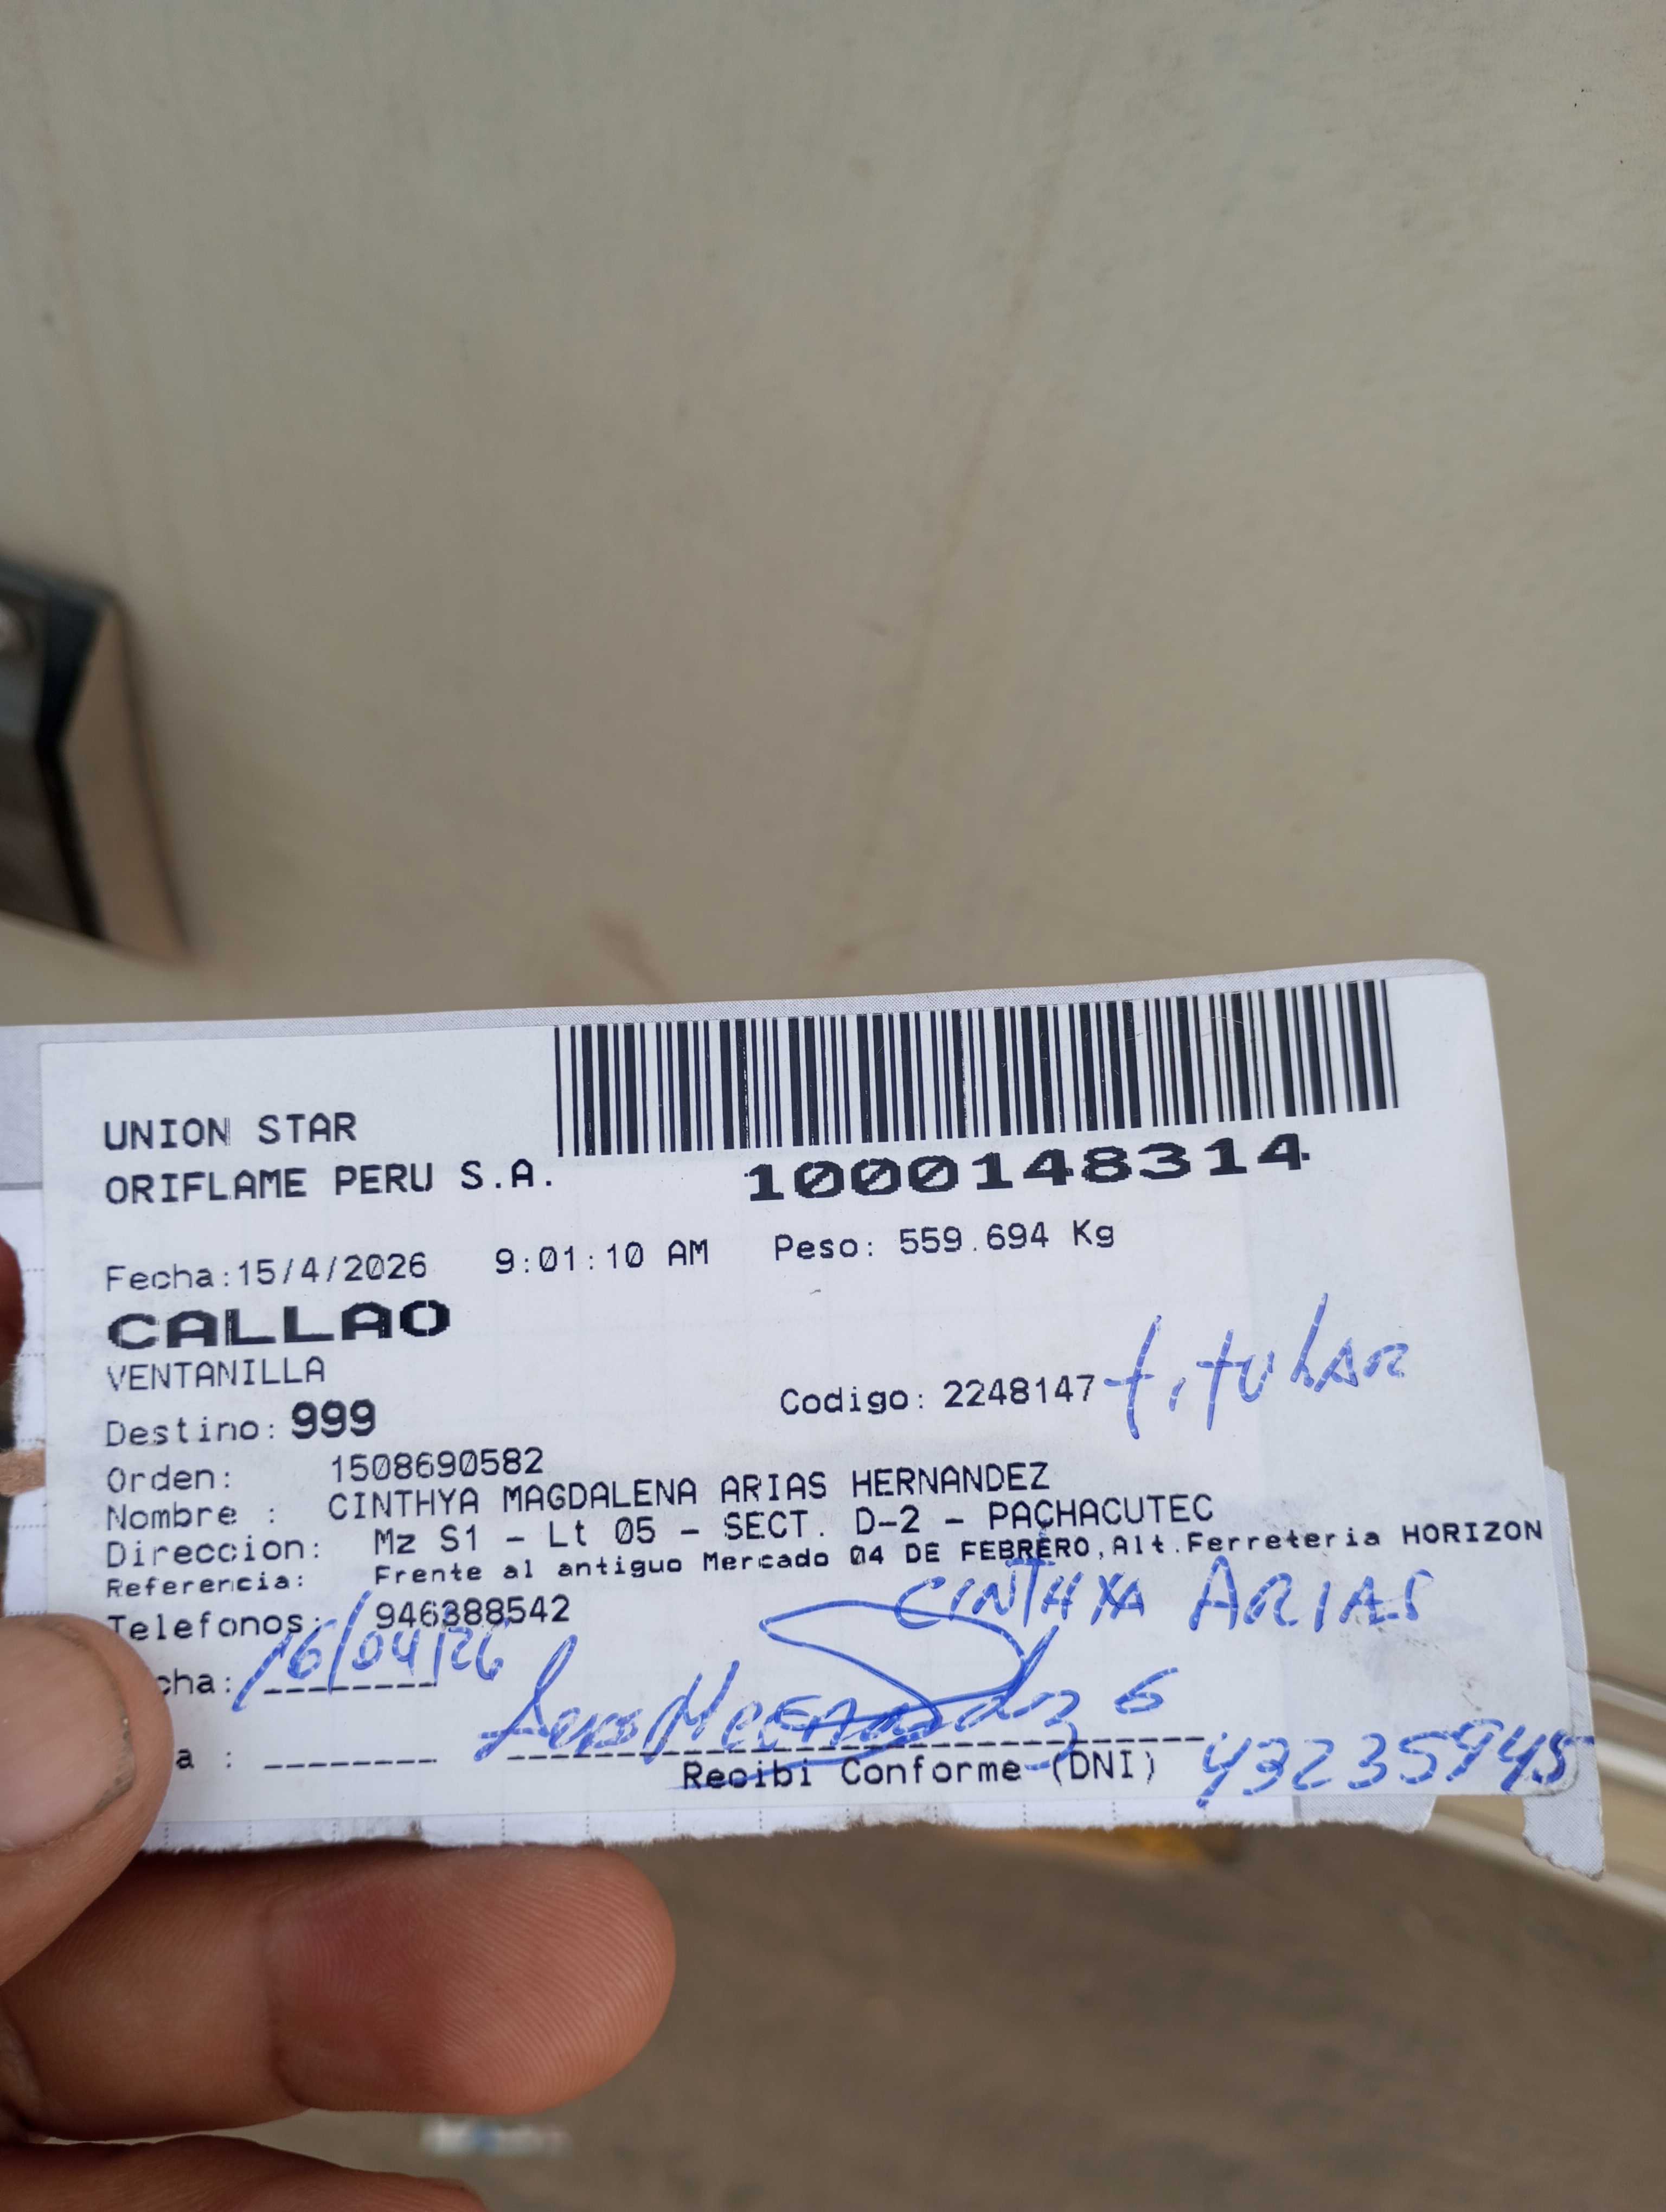 UNION STAR
ORIFLAME PERU S.A.
1000148314
Fecha:15/4/2026 9:01:10 AM Peso: 559.694 Kg
CALLAO
VENTANILLA
Codigo: 2248147 titular
Destino: 999
Orden: 1508690582
Nombre : CINTHYA MAGDALENA ARIAS HERNANDEZ
Direccion: Mz S1 - Lt 05 - SECT. D-2 - PACHACUTEC
Referencia: Frente al antiguo Mercado 04 DE FEBRERO,Alt.Ferreteria HORIZON
Telefonos: 946388542
CINTHYA ARIAS
cha: 16/04/26
a :
Recibi Conforme (DNI) 43235945